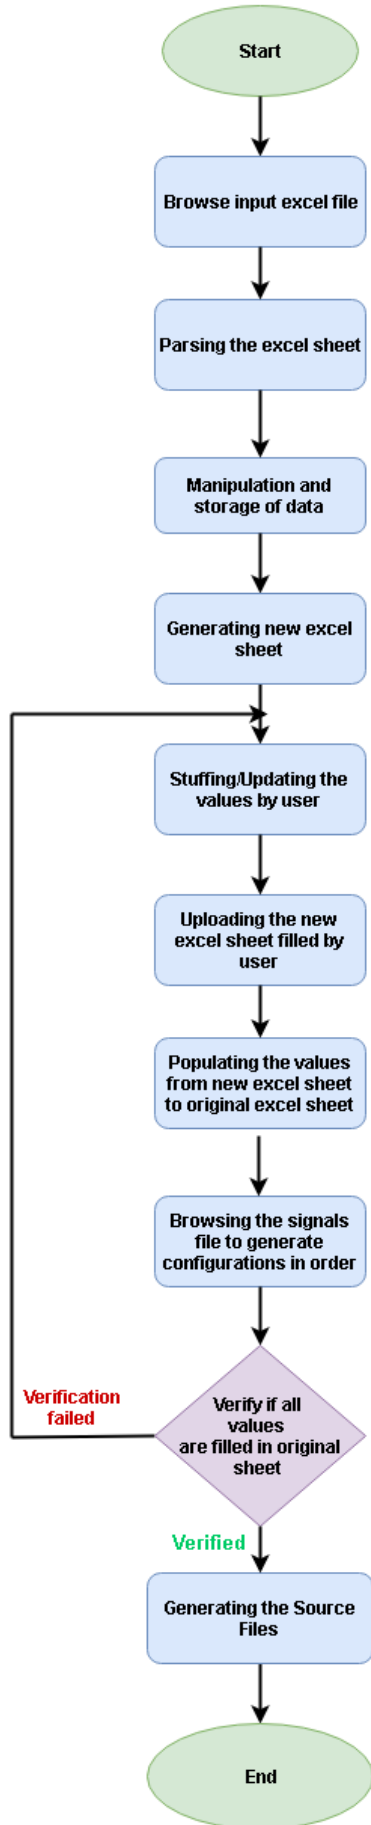 Start
Browse input excel file
Parsing the excel sheet
Manipulation and
storage of data
Generating new excel
sheet
Stuffing/Updating the
values by user
Uploading the new
excel sheet filled by
user
Populating the values
from new excel sheet
to original excel sheet
Browsing the signals
file to generate
configurations in order
Verification
failed
Verify if all
values
are filled in original
sheet
Verified
Generating the Source
Files
End